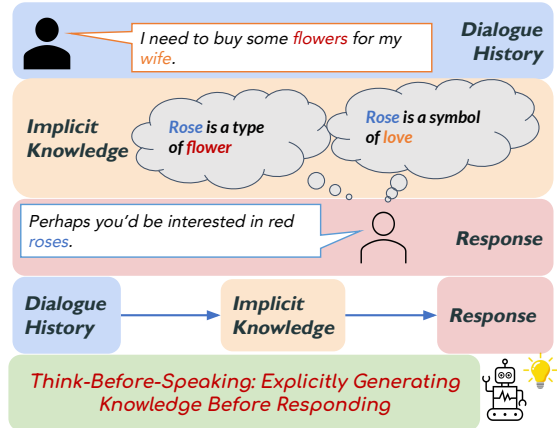 I need to buy some flowers for my
wife.
Dialogue
History
Implicit
Knowledge
Rose is a type
of flower
Rose is a symbol
of love
Perhaps you'd be interested in red
roses.
Response
Dialogue
History
Implicit
Knowledge
Response
Think-Before-Speaking: Explicitly Generating
Knowledge Before Responding